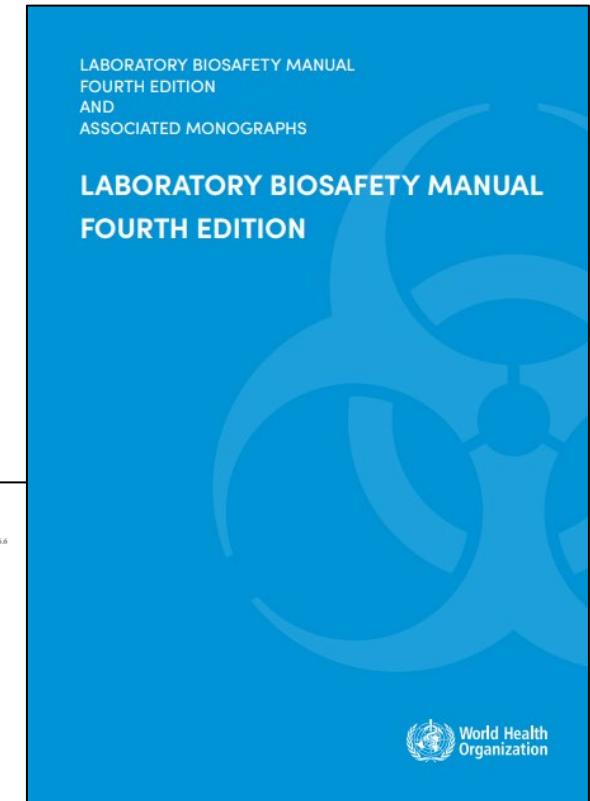 LABORATORY BIOSAFETY MANUAL
FOURTH EDITION
AND
ASSOCIATED MONOGRAPHS
LABORATORY BIOSAFETY MANUAL
FOURTH EDITION
World Health
Organization